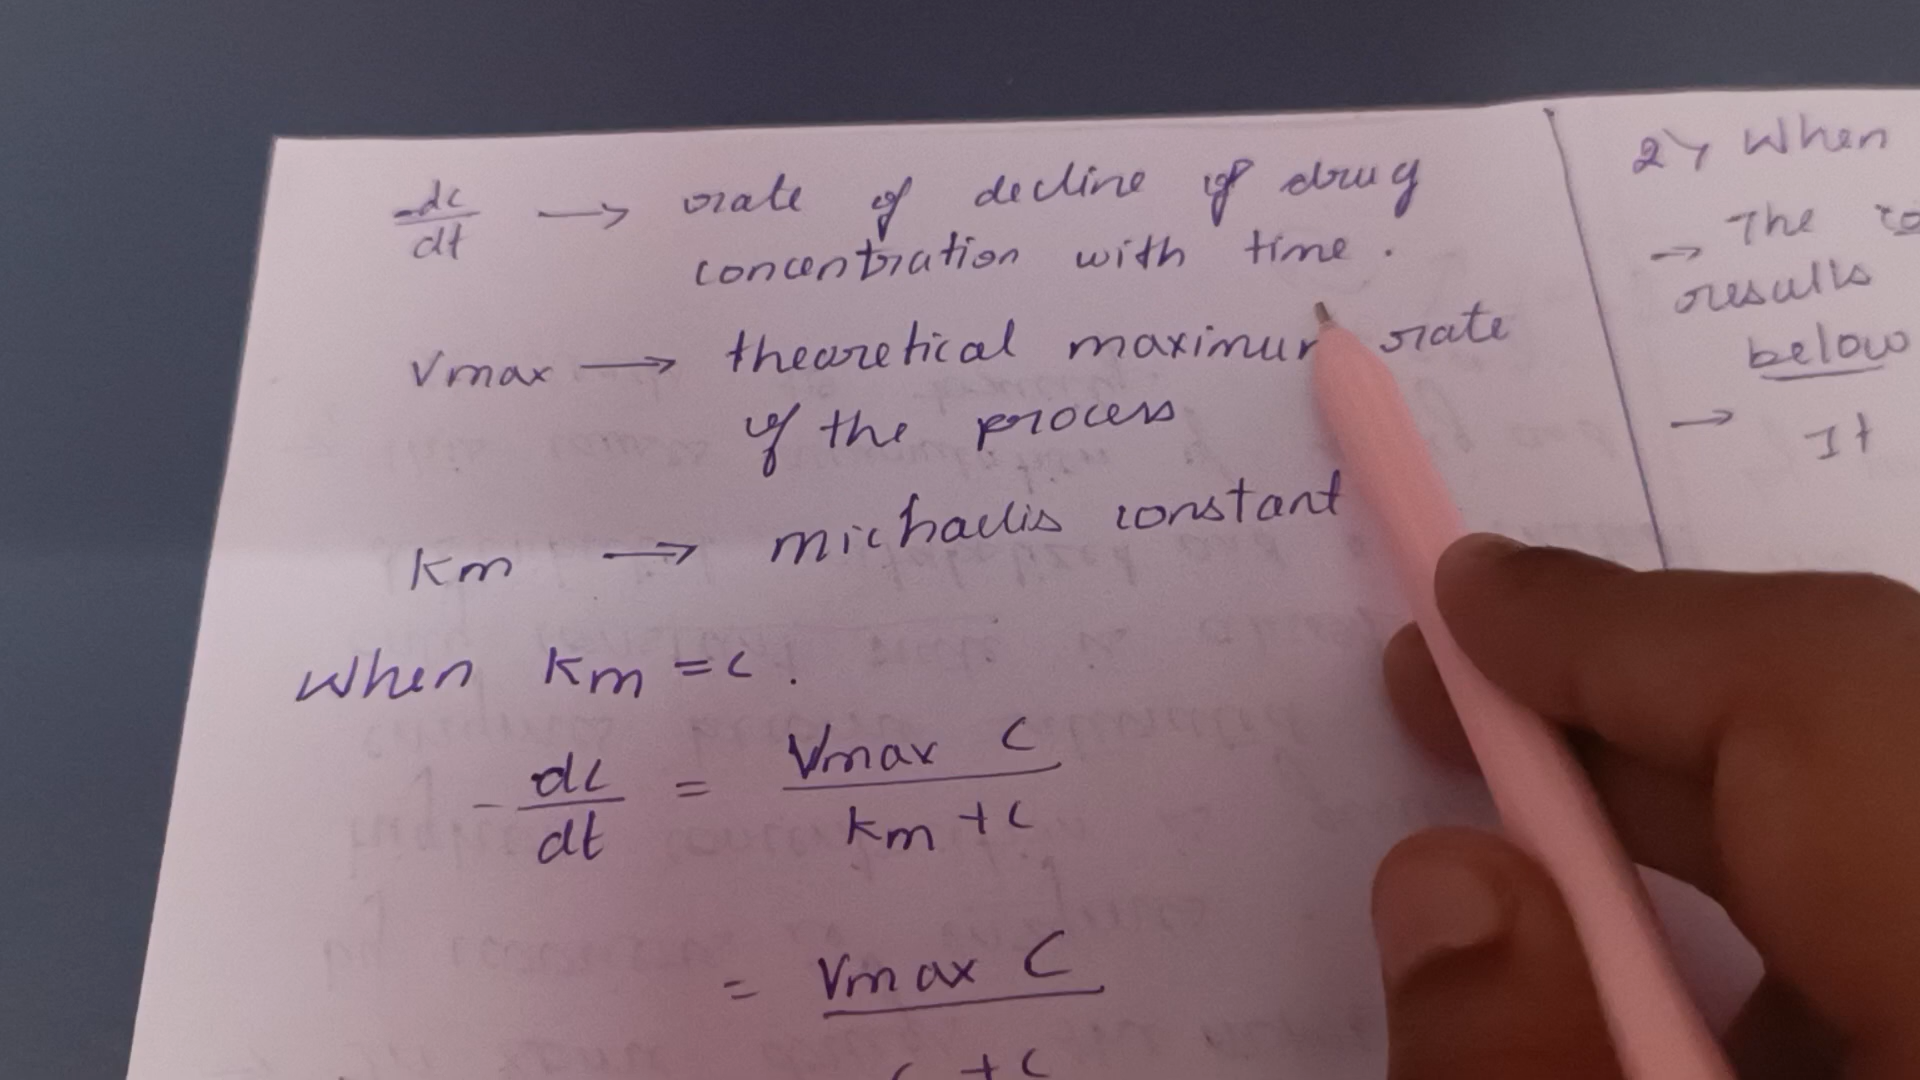 -dc/dt → rate of decline of drug
concentration with time.
Vmax → theoretical maximum rate
of the process
Km → michaelis constant
When Km = c.
-dc/dt = Vmax C / Km + C
= Vmax C / C + C
2) When
→ The
results
below
→ It